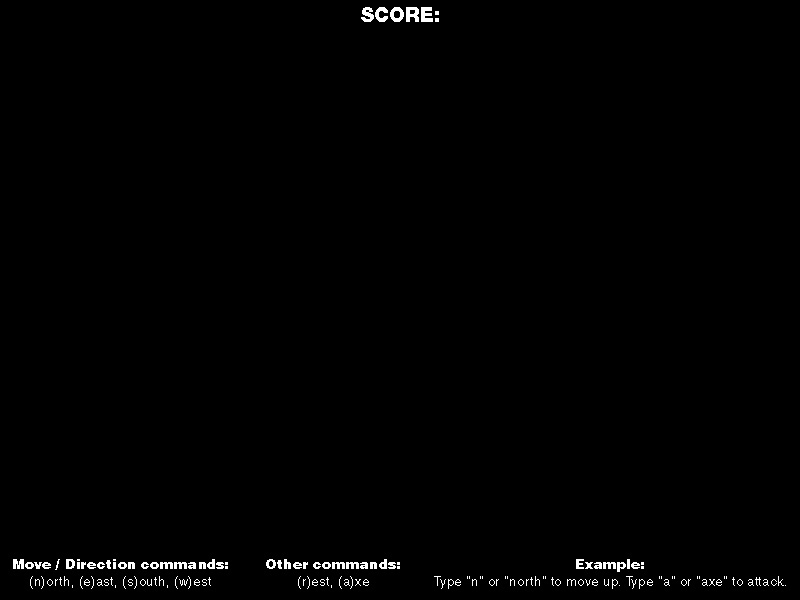 SCORE:
Move / Direction commands:
(n)orth, (e)ast, (s)outh, (w)est
Other commands:
(r)est, (a)xe
Example:
Type "n" or "north" to move up. Type "a" or "axe" to attack.